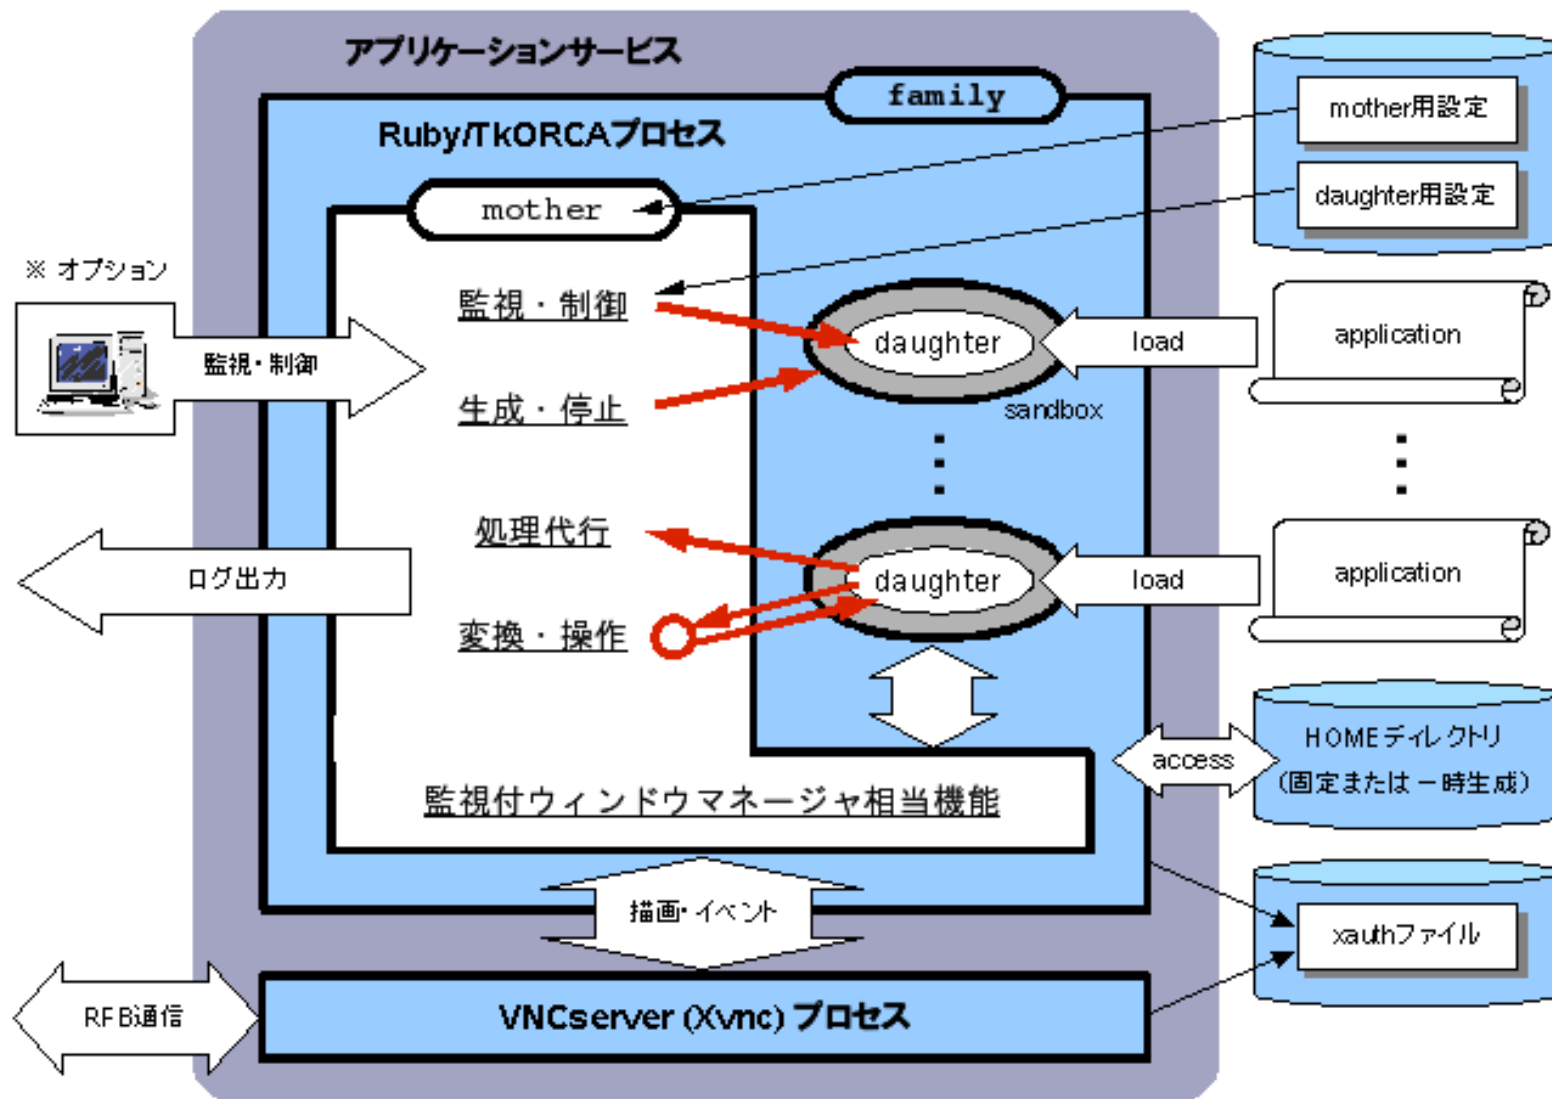 アプリケーションサービス
family
Ruby/TkORCAプロセス
mother
mother用設定
daughter用設定
※ オプション
監視・制御
監視・制御
生成・停止
daughter
sandbox
load
application
処理代行
変換・操作
daughter
load
application
ログ出力
監視付ウィンドウマネージャ相当機能
access
HOMEディレクトリ
(固定または一時生成)
描画・イベント
xauthファイル
RFB通信
VNCserver (Xvnc) プロセス